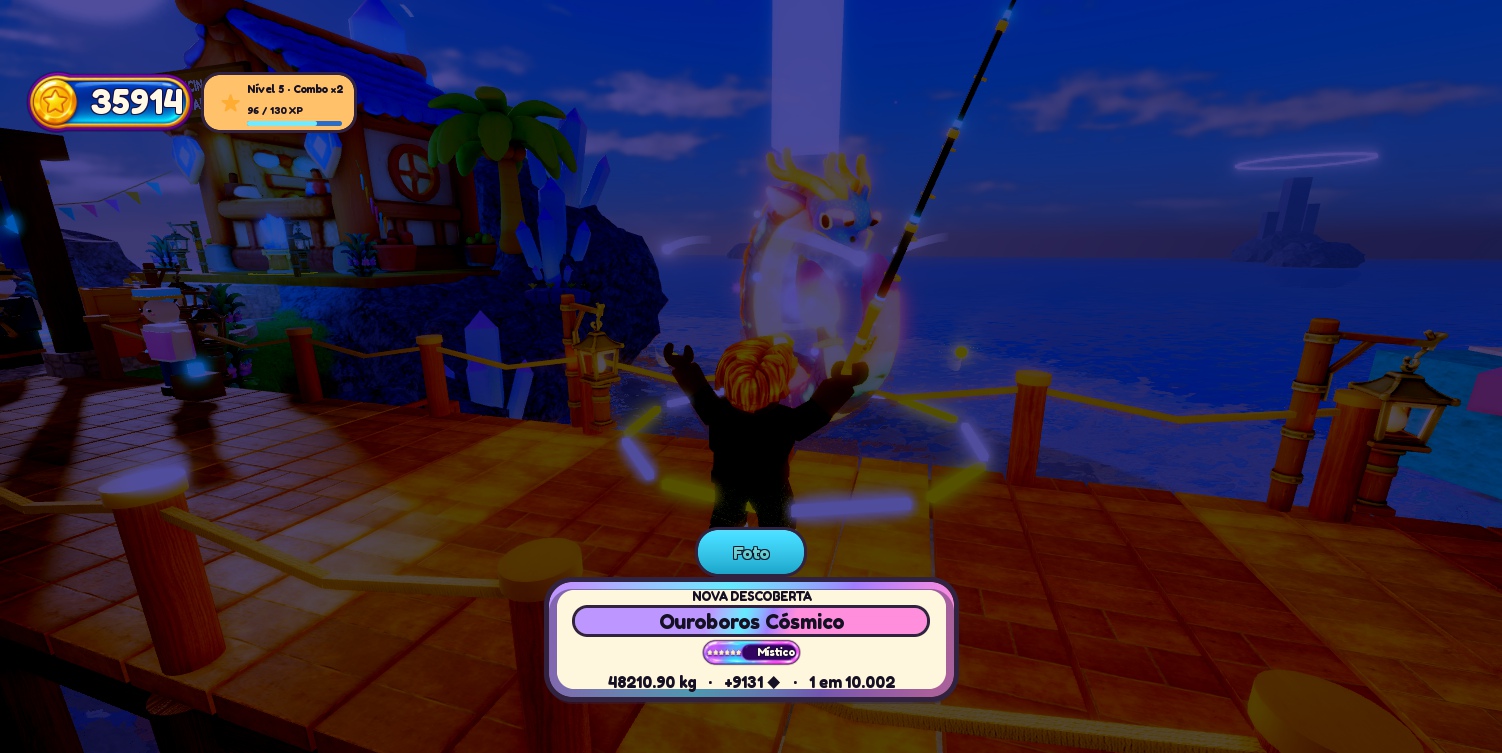 35914
Nível 5 · Combo x2
96 / 130 XP
Foto
NOVA DESCOBERTA
Ouroboros Cósmico
Místico
48210.90 kg · +9131 ◆ · 1 em 10.002